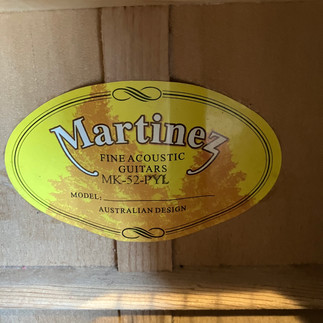 Martinez
FINE ACOUSTIC
GUITARS
MK-52-PYL
MODEL:
AUSTRALIAN DESIGN